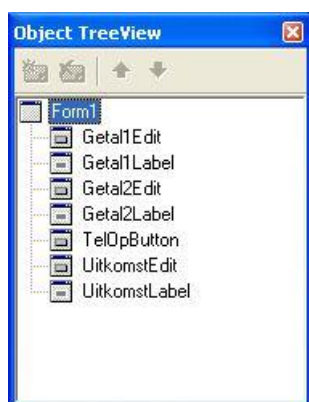 Object TreeView
Form1
Getal1Edit
Getal1Label
Getal2Edit
Getal2Label
TelOpButton
UitkomstEdit
UitkomstLabel